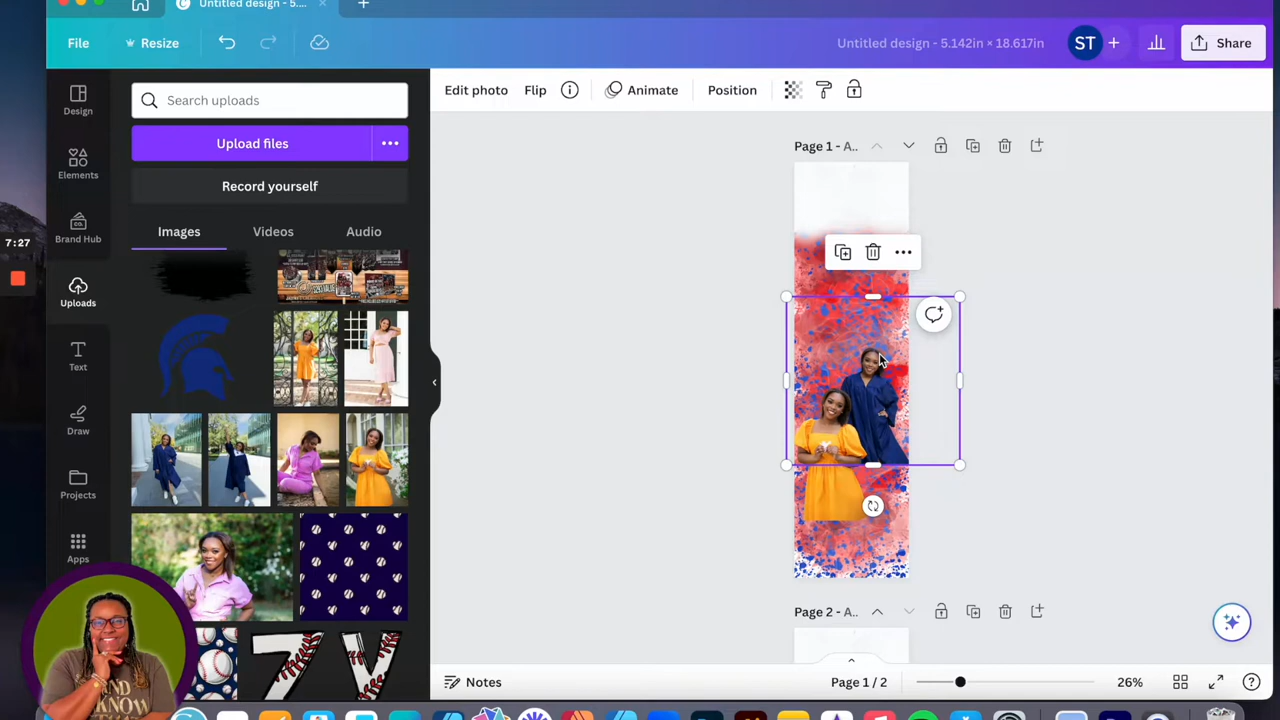 Untitled design - 5....
File
Resize
Untitled design - 5.142in × 18.617in
ST
Share
Design
Elements
Brand Hub
Uploads
Text
Draw
Projects
Apps
Search uploads
Upload files
Record yourself
Images
Videos
Audio
Edit photo
Flip
Animate
Position
Page 1 - A..
7:27
Page 2 - A..
Notes
Page 1 / 2
26%